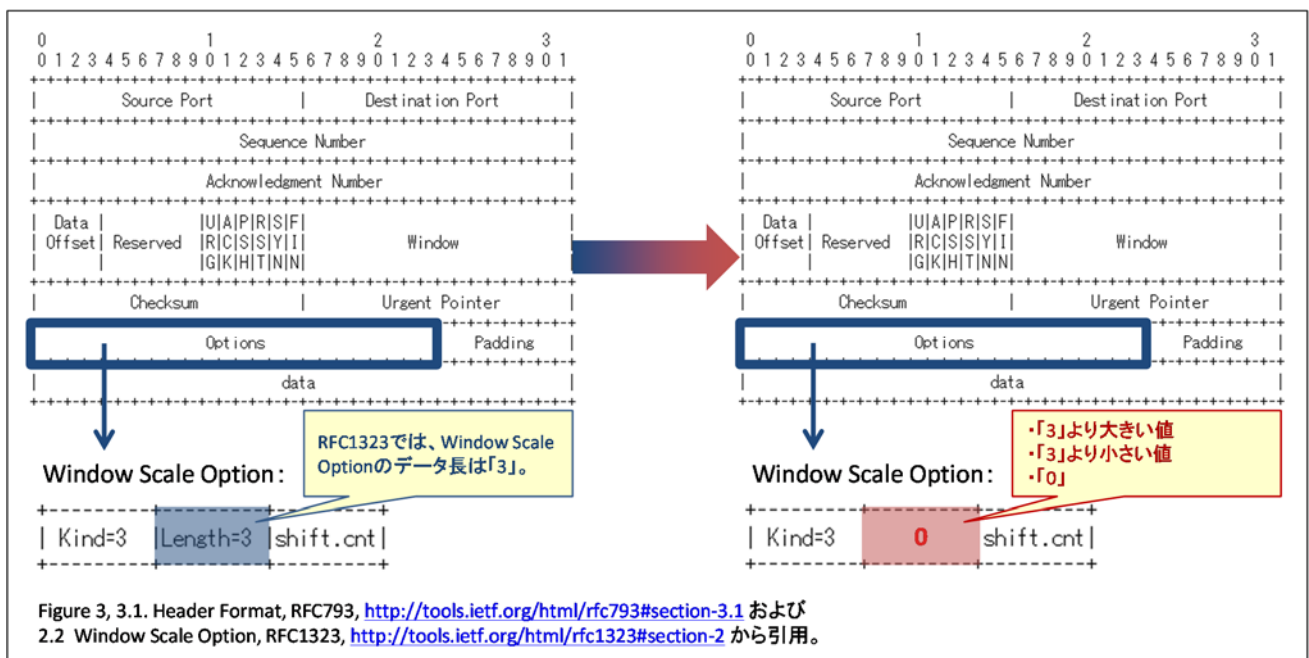 0 1 2 3
0 1 2 3 4 5 6 7 8 9 0 1 2 3 4 5 6 7 8 9 0 1 2 3 4 5 6 7 8 9 0 1
+-+-+-+-+-+-+-+-+-+-+-+-+-+-+-+-+-+-+-+-+-+-+-+-+-+-+-+-+-+-+-+-+
| Source Port | Destination Port |
+-+-+-+-+-+-+-+-+-+-+-+-+-+-+-+-+-+-+-+-+-+-+-+-+-+-+-+-+-+-+-+-+
| Sequence Number |
+-+-+-+-+-+-+-+-+-+-+-+-+-+-+-+-+-+-+-+-+-+-+-+-+-+-+-+-+-+-+-+-+
| Acknowledgment Number |
+-+-+-+-+-+-+-+-+-+-+-+-+-+-+-+-+-+-+-+-+-+-+-+-+-+-+-+-+-+-+-+-+
| Data | |U|A|P|R|S|F| |
| Offset| Reserved |R|C|S|S|Y|I| Window |
| | |G|K|H|T|N|N| |
+-+-+-+-+-+-+-+-+-+-+-+-+-+-+-+-+-+-+-+-+-+-+-+-+-+-+-+-+-+-+-+-+
| Checksum | Urgent Pointer |
| Options | Padding |
| data |
+-+-+-+-+-+-+-+-+-+-+-+-+-+-+-+-+-+-+-+-+-+-+-+-+-+-+-+-+-+-+-+-+
RFC1323では、Window Scale
Optionのデータ長は「3」。
Window Scale Option：
+---------+---------+---------+
| Kind=3 |Length=3 |shift.cnt|
+---------+---------+---------+
0 1 2 3
0 1 2 3 4 5 6 7 8 9 0 1 2 3 4 5 6 7 8 9 0 1 2 3 4 5 6 7 8 9 0 1
+-+-+-+-+-+-+-+-+-+-+-+-+-+-+-+-+-+-+-+-+-+-+-+-+-+-+-+-+-+-+-+-+
| Source Port | Destination Port |
+-+-+-+-+-+-+-+-+-+-+-+-+-+-+-+-+-+-+-+-+-+-+-+-+-+-+-+-+-+-+-+-+
| Sequence Number |
+-+-+-+-+-+-+-+-+-+-+-+-+-+-+-+-+-+-+-+-+-+-+-+-+-+-+-+-+-+-+-+-+
| Acknowledgment Number |
+-+-+-+-+-+-+-+-+-+-+-+-+-+-+-+-+-+-+-+-+-+-+-+-+-+-+-+-+-+-+-+-+
| Data | |U|A|P|R|S|F| |
| Offset| Reserved |R|C|S|S|Y|I| Window |
| | |G|K|H|T|N|N| |
+-+-+-+-+-+-+-+-+-+-+-+-+-+-+-+-+-+-+-+-+-+-+-+-+-+-+-+-+-+-+-+-+
| Checksum | Urgent Pointer |
| Options | Padding |
| data |
+-+-+-+-+-+-+-+-+-+-+-+-+-+-+-+-+-+-+-+-+-+-+-+-+-+-+-+-+-+-+-+-+
・「3」より大きい値
・「3」より小さい値
・「0」
Window Scale Option：
+---------+---------+---------+
| Kind=3 0 shift.cnt|
+---------+---------+---------+
Figure 3, 3.1. Header Format, RFC793, http://tools.ietf.org/html/rfc793#section-3.1 および
2.2 Window Scale Option, RFC1323, http://tools.ietf.org/html/rfc1323#section-2 から引用。